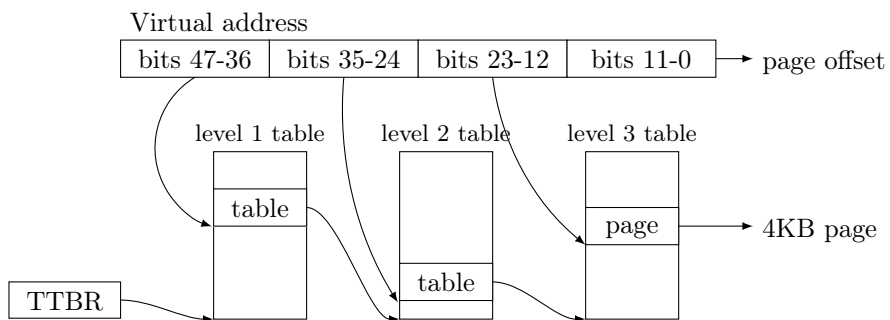 Virtual address
bits 47-36 bits 35-24 bits 23-12 bits 11-0 page offset
level 1 table level 2 table level 3 table
table page 4KB page
table
TTBR